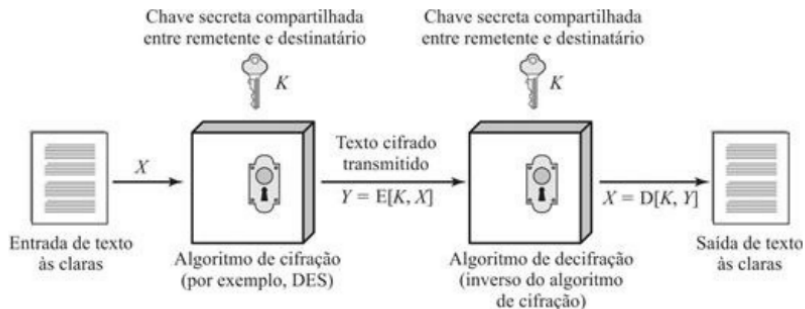 Chave secreta compartilhada
entre remetente e destinatário
K
Chave secreta compartilhada
entre remetente e destinatário
K
X
Texto cifrado
transmitido
Y = E[K, X]
X = D[K, Y]
Entrada de texto
às claras
Algoritmo de cifração
(por exemplo, DES)
Algoritmo de decifração
(inverso do algoritmo
de cifração)
Saída de texto
às claras